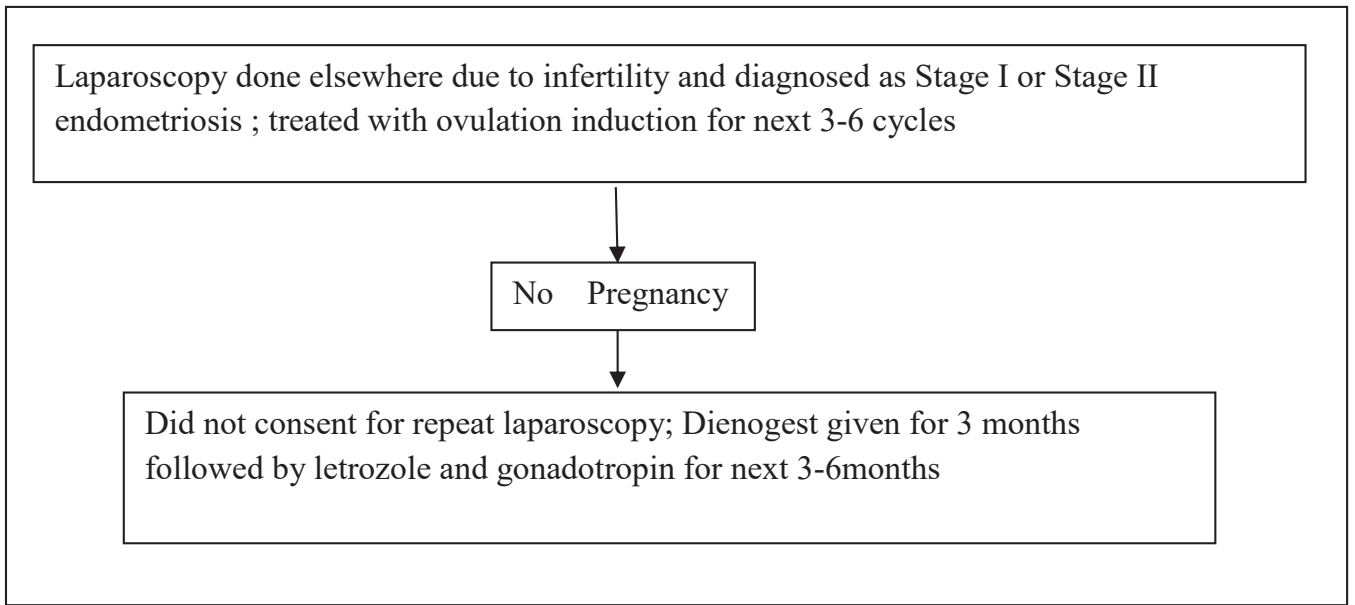 Laparoscopy done elsewhere due to infertility and diagnosed as Stage I or Stage II
endometriosis ; treated with ovulation induction for next 3-6 cycles
No Pregnancy
Did not consent for repeat laparoscopy; Dienogest given for 3 months
followed by letrozole and gonadotropin for next 3-6months